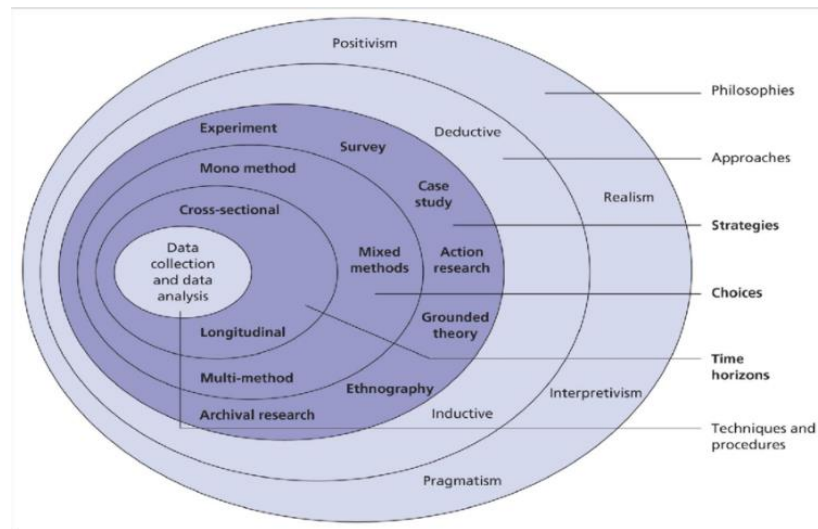 Positivism
Philosophies
Experiment
Deductive
Survey
Approaches
Mono method
Case
study
Realism
Cross-sectional
Strategies
Data
collection
and data
analysis
Mixed
methods
Action
research
Choices
Longitudinal
Grounded
theory
Time
horizons
Multi-method
Ethnography
Interpretivism
Archival research
Inductive
Techniques and
procedures
Pragmatism